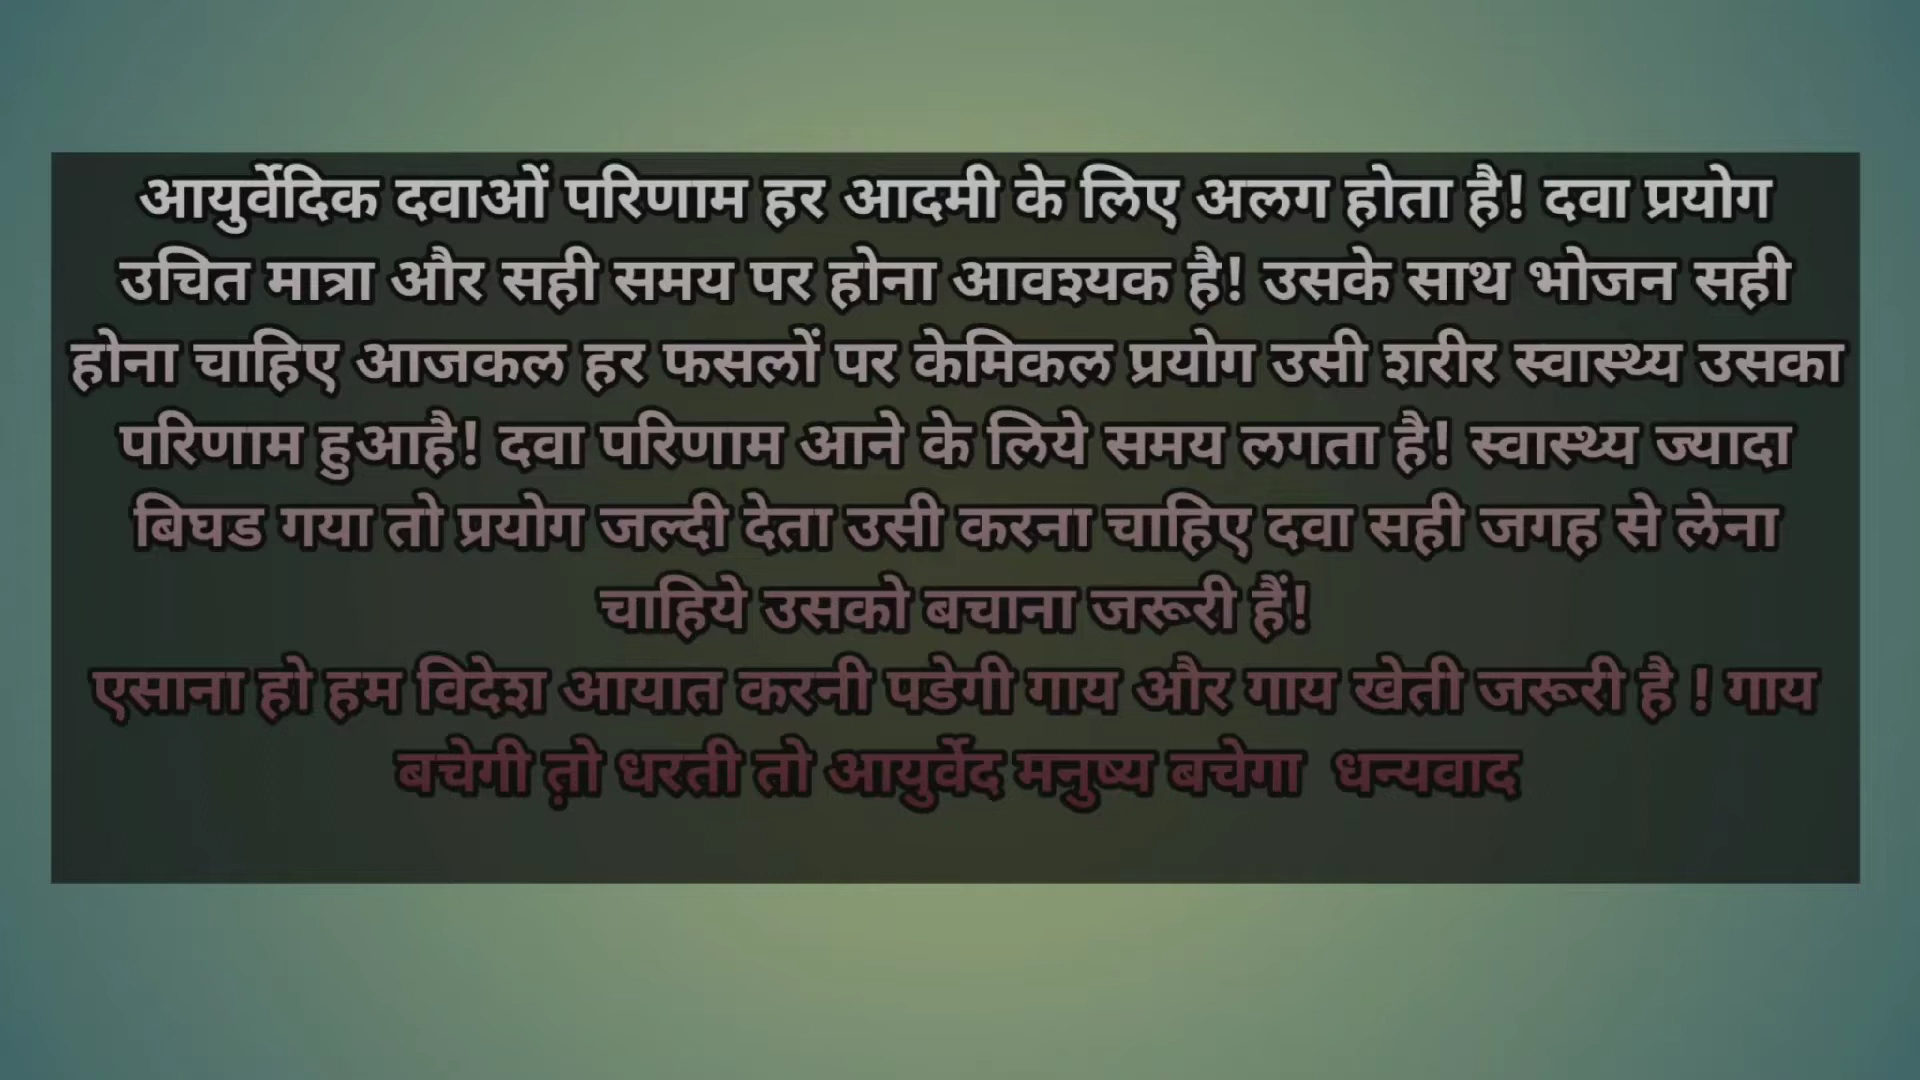 आयुर्वेदिक दवाओं परिणाम हर आदमी के लिए अलग होता है! दवा प्रयोग
उचित मात्रा और सही समय पर होना आवश्यक है! उसके साथ भोजन सही
होना चाहिए आजकल हर फसलों पर केमिकल प्रयोग उसी शरीर स्वास्थ्य उसका
परिणाम हुआहै! दवा परिणाम आने के लिये समय लगता है! स्वास्थ्य ज्यादा
बिघड गया तो प्रयोग जल्दी देता उसी करना चाहिए दवा सही जगह से लेना
चाहिये उसको बचाना जरूरी हैं!
एसाना हो हम विदेश आयात करनी पडेगी गाय और गाय खेती जरूरी है ! गाय
बचेगी त़ो धरती तो आयुर्वेद मनुष्य बचेगा  धन्यवाद